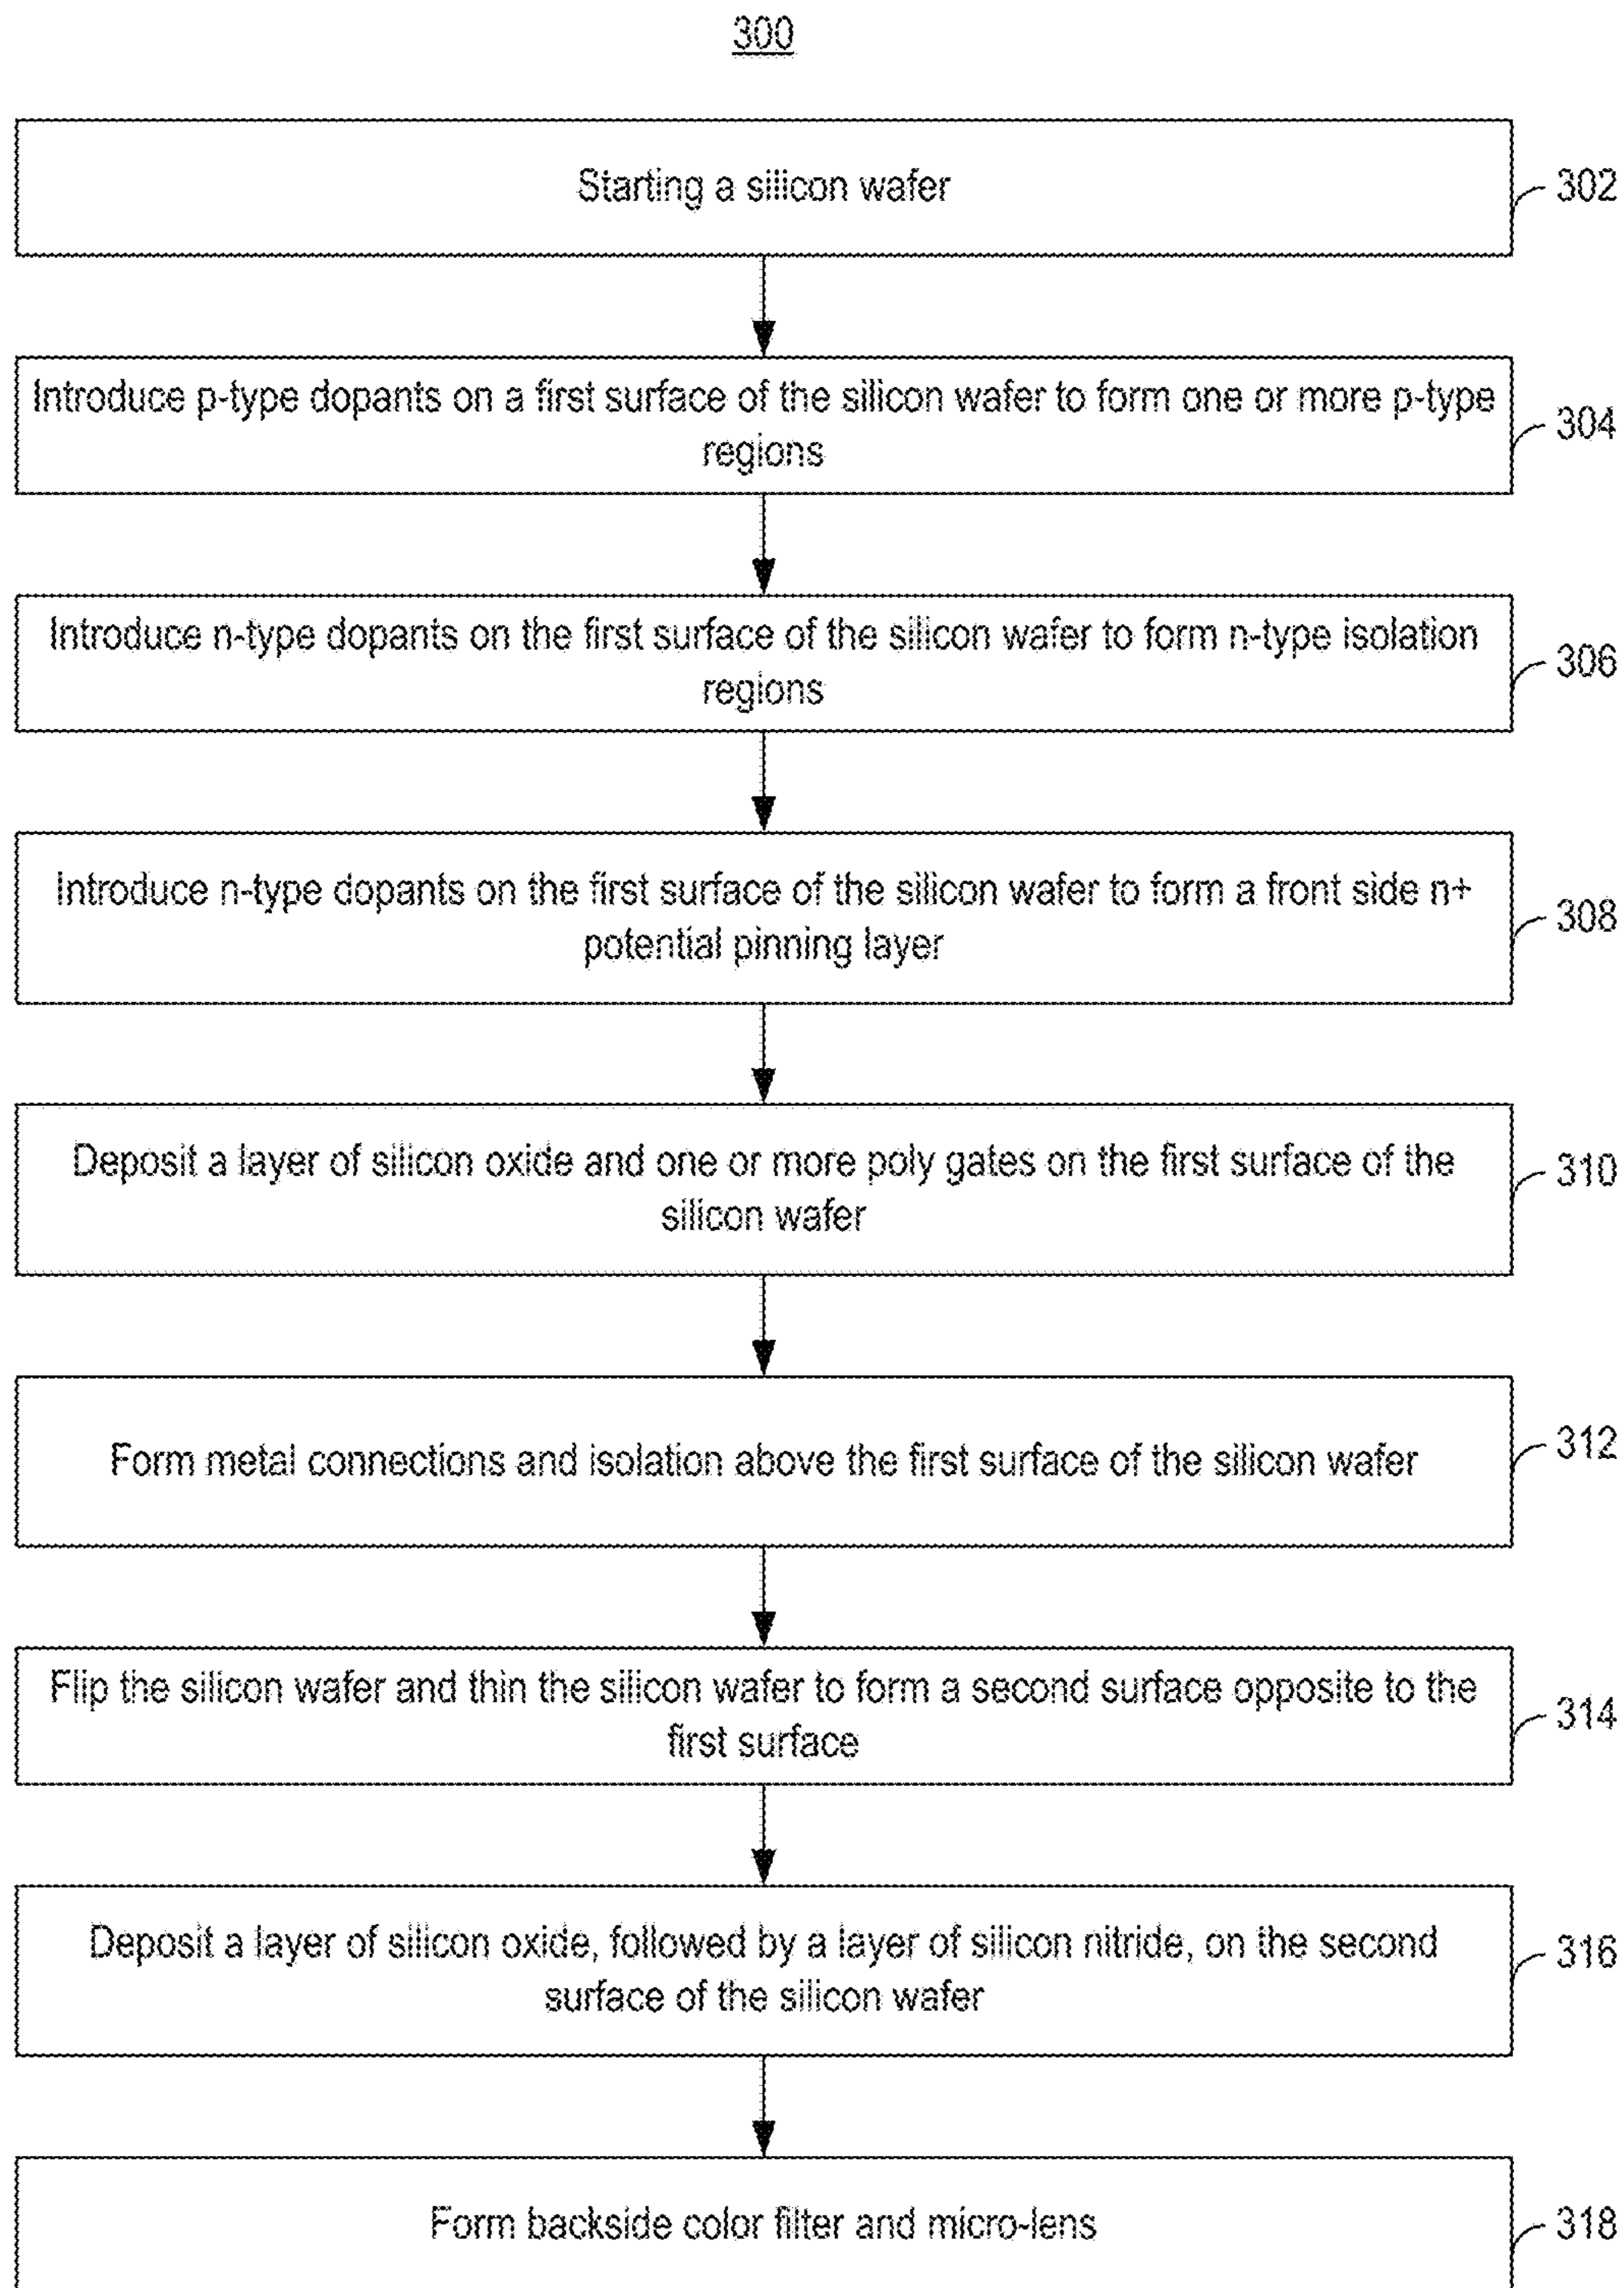 300
Starting a silicon wafer
302
Introduce p-type dopants on a first surface of the silicon wafer to form one or more p-type
regions
304
Introduce n-type dopants on the first surface of the silicon wafer to form n-type isolation
regions
306
Introduce n-type dopants on the first surface of the silicon wafer to form a front side n+
potential pinning layer
308
Deposit a layer of silicon oxide and one or more poly gates on the first surface of the
silicon wafer
310
Form metal connections and isolation above the first surface of the silicon wafer
312
Flip the silicon wafer and thin the silicon wafer to form a second surface opposite to the
first surface
314
Deposit a layer of silicon oxide, followed by a layer of silicon nitride, on the second
surface of the silicon wafer
316
Form backside color filter and micro-lens
318